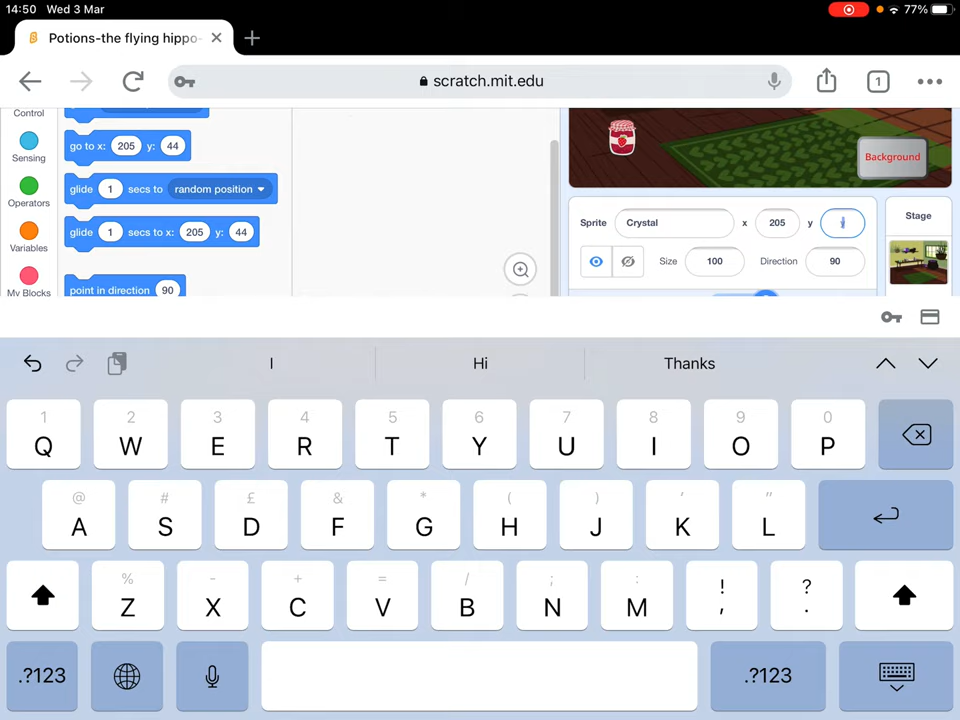 14:50 Wed 3 Mar 77%
Potions-the flying hippo-
scratch.mit.edu 1
Control
go to x: 205 y: 44
Sensing
glide 1 secs to random position
Operators
glide 1 secs to x: 205 y: 44
Variables
My Blocks
point in direction 90
Background
Sprite Crystal x 205 y
Size 100 Direction 90
Stage
I Hi Thanks
1 2 3 4 5 6 7 8 9 0
Q W E R T Y U I O P
@ # £ & * ( ) ' "
A S D F G H J K L
% - + = / ; : ! ?
Z X C V B N M , .
.?123 .?123